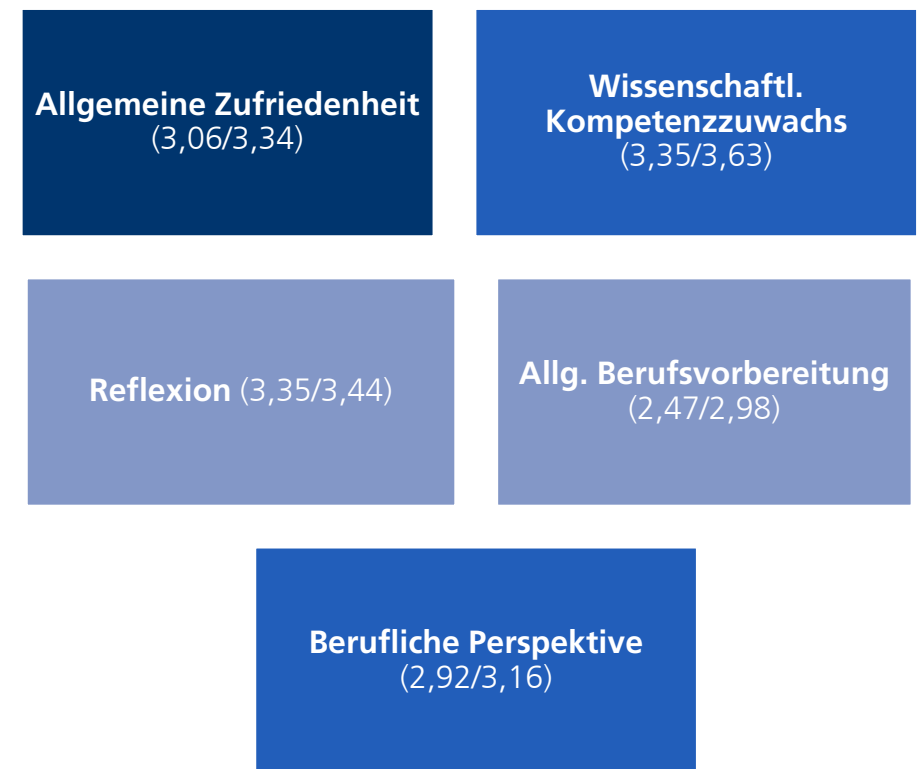 Allgemeine Zufriedenheit
(3,06/3,34)
Wissenschaftl.
Kompetenzzuwachs
(3,35/3,63)
Reflexion (3,35/3,44)
Allg. Berufsvorbereitung
(2,47/2,98)
Berufliche Perspektive
(2,92/3,16)